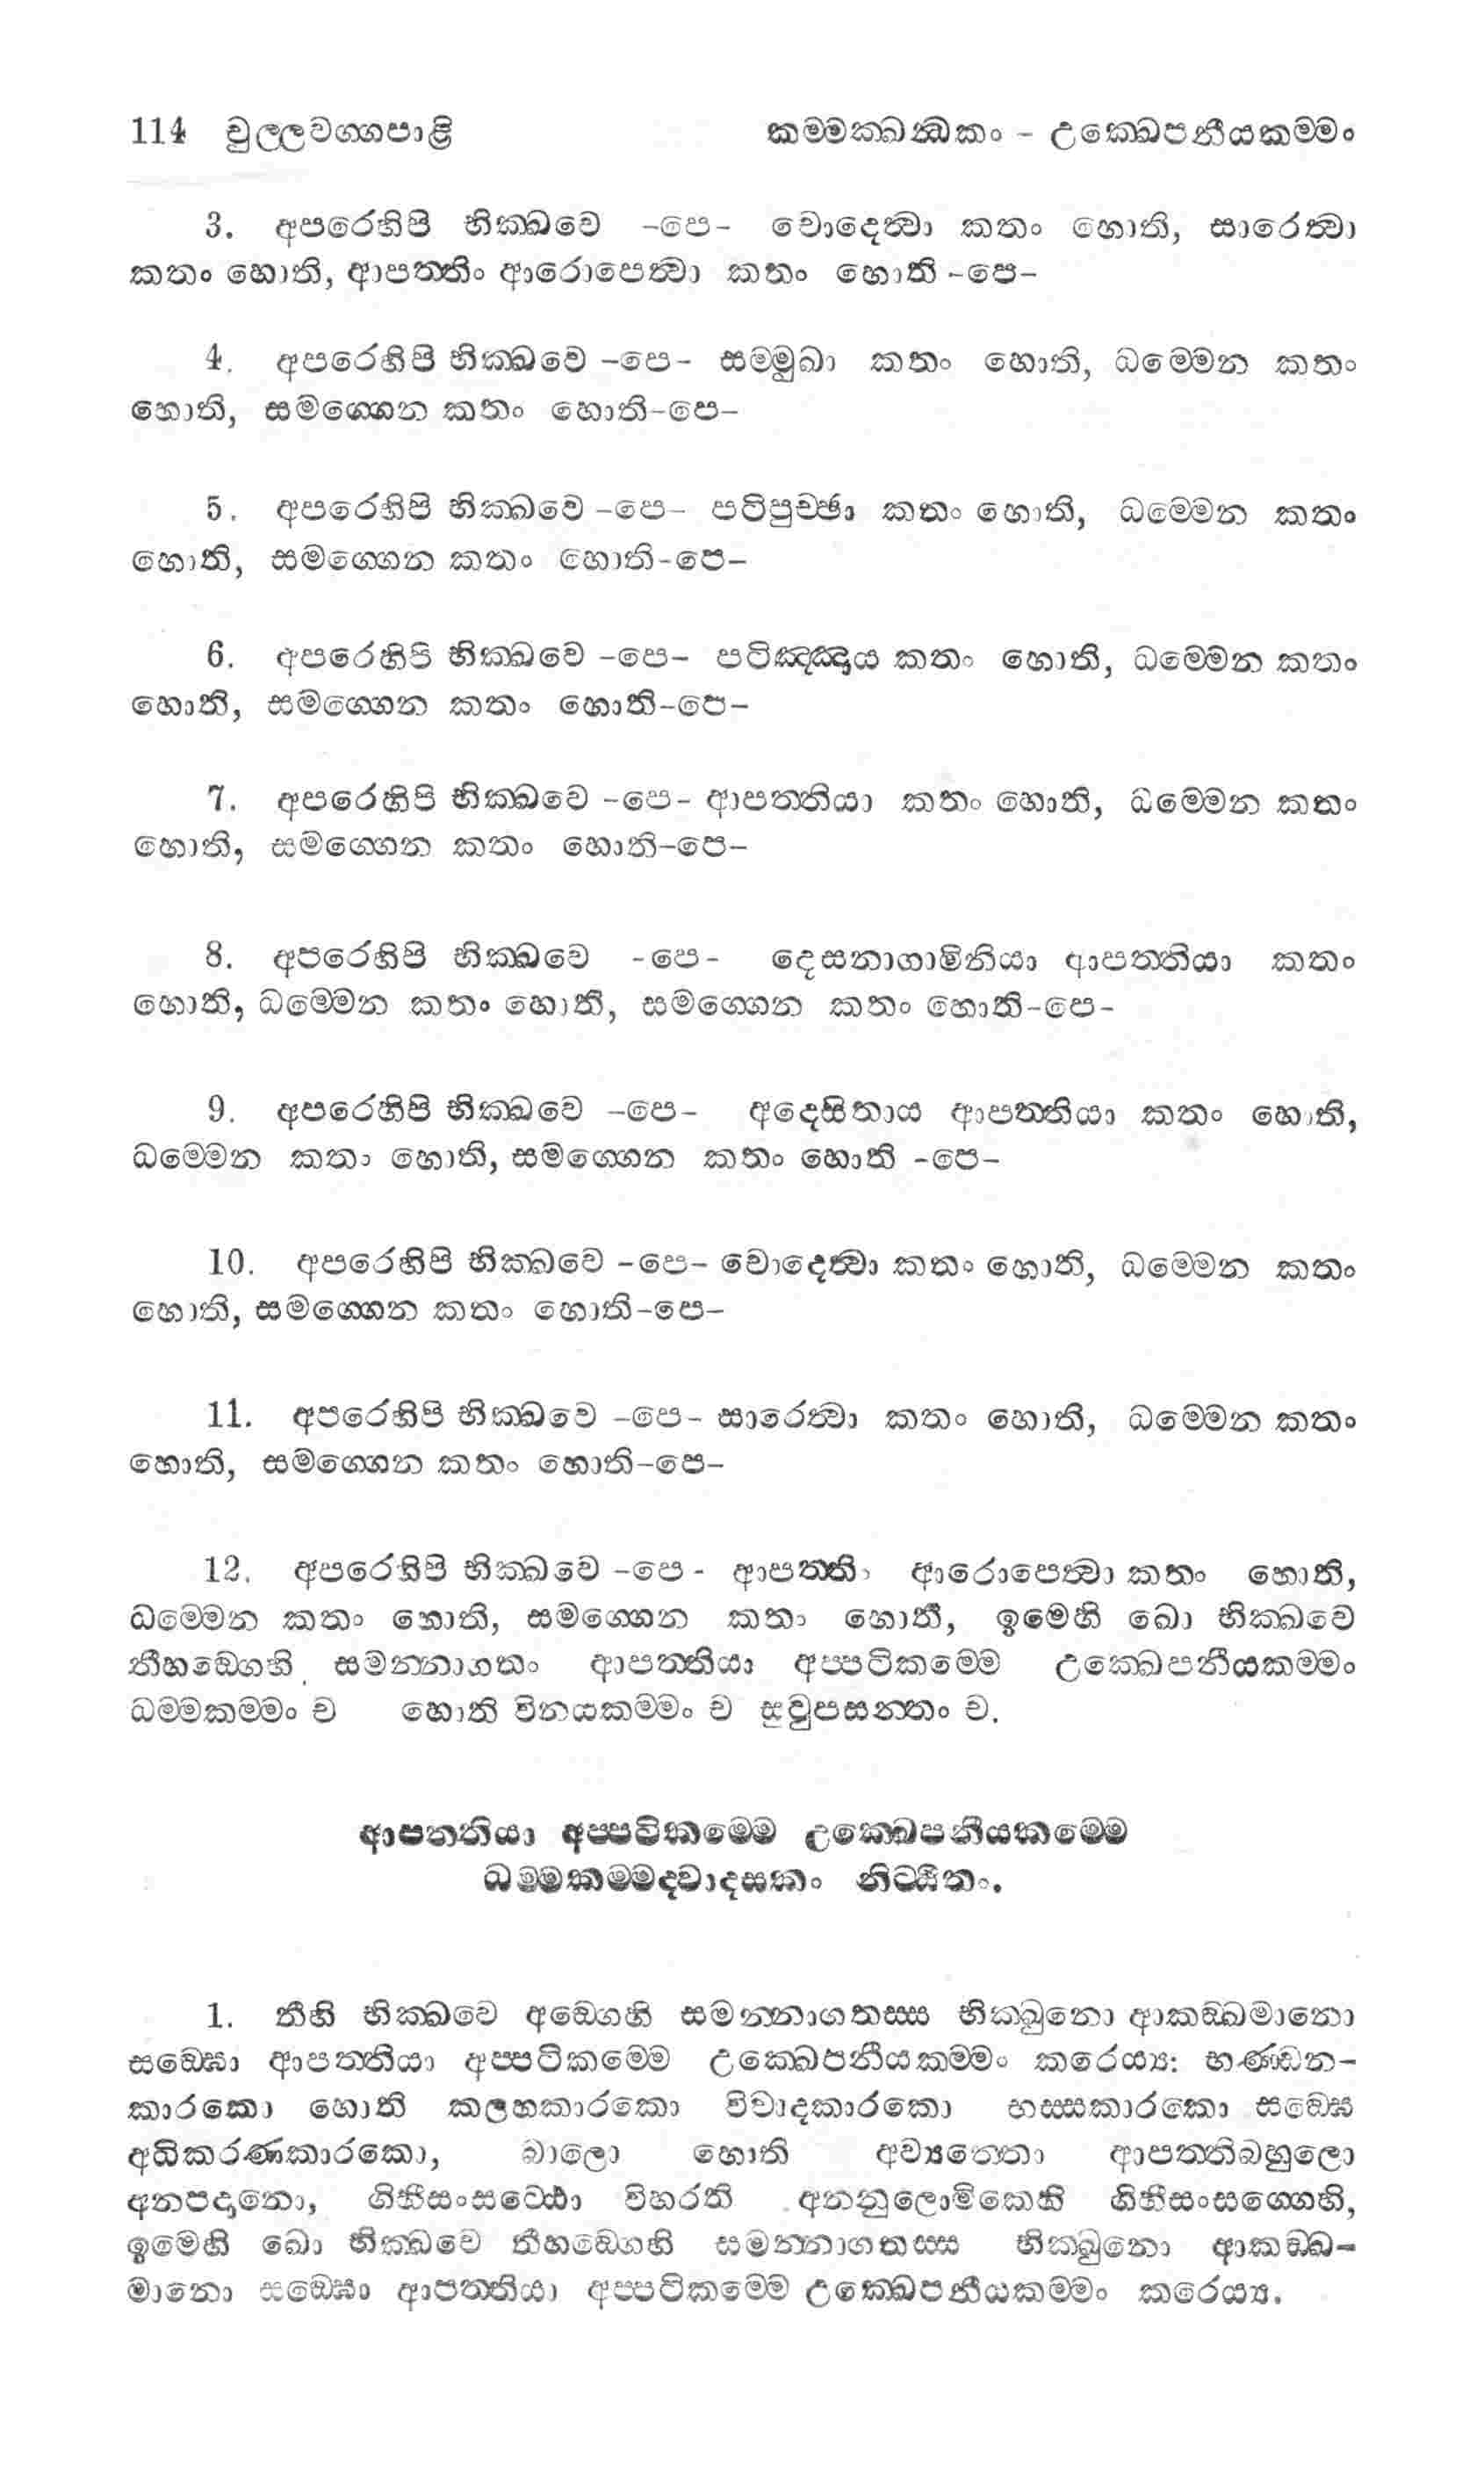 114 චුල්ලවග්ගපාළි කම්මක්ඛන්ධකං - උක්ඛෙපනීයකම්මං
3. අපරෙහිපි භික්ඛවෙ -පෙ- චොදෙත්වා කතං හොති, සාරෙත්වා
කතං හොති, ආපත්තිං ආරොපෙත්වා කතං හොති -පෙ-
4. අපරෙහිපි භික්ඛවෙ -පෙ- සම්මුඛා කතං හොති, ධම්මෙන කතං
හොති, සමග්ගෙන කතං හොති-පෙ-
5. අපරෙහිපි භික්ඛවෙ -පෙ- පටිපුච්ඡා කතං හොති, ධම්මෙන කතං
හොති, සමග්ගෙන කතං හොති-පෙ-
6. අපරෙහිපි භික්ඛවෙ -පෙ- පටිඤ්ඤාය කතං හොති, ධම්මෙන කතං
හොති, සමග්ගෙන කතං හොති-පෙ-
7. අපරෙහිපි භික්ඛවෙ -පෙ- ආපත්තියා කතං හොති, ධම්මෙන කතං
හොති, සමග්ගෙන කතං හොති-පෙ-
8. අපරෙහිපි භික්ඛවෙ -පෙ- දෙසනාගාමිනියා ආපත්තියා කතං
හොති, ධම්මෙන කතං හොති, සමග්ගෙන කතං හොති-පෙ-
9. අපරෙහිපි භික්ඛවෙ -පෙ- අදෙසිතාය ආපත්තියා කතං හොති,
ධම්මෙන කතං හොති, සමග්ගෙන කතං හොති -පෙ-
10. අපරෙහිපි භික්ඛවෙ -පෙ- චොදෙත්වා කතං හොති, ධම්මෙන කතං
හොති, සමග්ගෙන කතං හොති-පෙ-
11. අපරෙහිපි භික්ඛවෙ -පෙ- සාරෙත්වා කතං හොති, ධම්මෙන කතං
හොති, සමග්ගෙන කතං හොති-පෙ-
12. අපරෙහිපි භික්ඛවෙ -පෙ- ආපත්තිං ආරොපෙත්වා කතං හොති,
ධම්මෙන කතං හොති, සමග්ගෙන කතං හොති, ඉමෙහි ඛො භික්ඛවෙ
තීහඞ්ගෙහි සමන්නාගතං ආපත්තියා අප්පටිකම්මෙ උක්ඛෙපනීයකම්මං
ධම්මකම්මං ච හොති විනයකම්මං ච සුවූපසන්තං ච.
ආපත්තියා අප්පටිකම්මෙ උක්ඛෙපනීයකම්මෙ
ධම්මකම්මද්වාදසකං නිට්ඨිතං.
1. තීහි භික්ඛවෙ අඞ්ගෙහි සමන්නාගතස්ස භික්ඛුනො ආකඞ්ඛමානො
සඞ්ඝො ආපත්තියා අප්පටිකම්මෙ උක්ඛෙපනීයකම්මං කරෙය්‍ය: භණ්ඩන-
කාරකො හොති කලහකාරකො විවාදකාරකො භස්සකාරකො සඞ්ඝෙ
අධිකරණකාරකො, බාලො හොති අව්‍යත්තො ආපත්තිබහුලො
අනපදානො, ගිහීසංසට්ඨො විහරති අනනුලොමිකෙහි ගිහීසංසග්ගෙහි,
ඉමෙහි ඛො භික්ඛවෙ තීහඞ්ගෙහි සමන්නාගතස්ස භික්ඛුනො ආකඞ්ඛ-
මානො සඞ්ඝො ආපත්තියා අප්පටිකම්මෙ උක්ඛෙපනීයකම්මං කරෙය්‍ය.